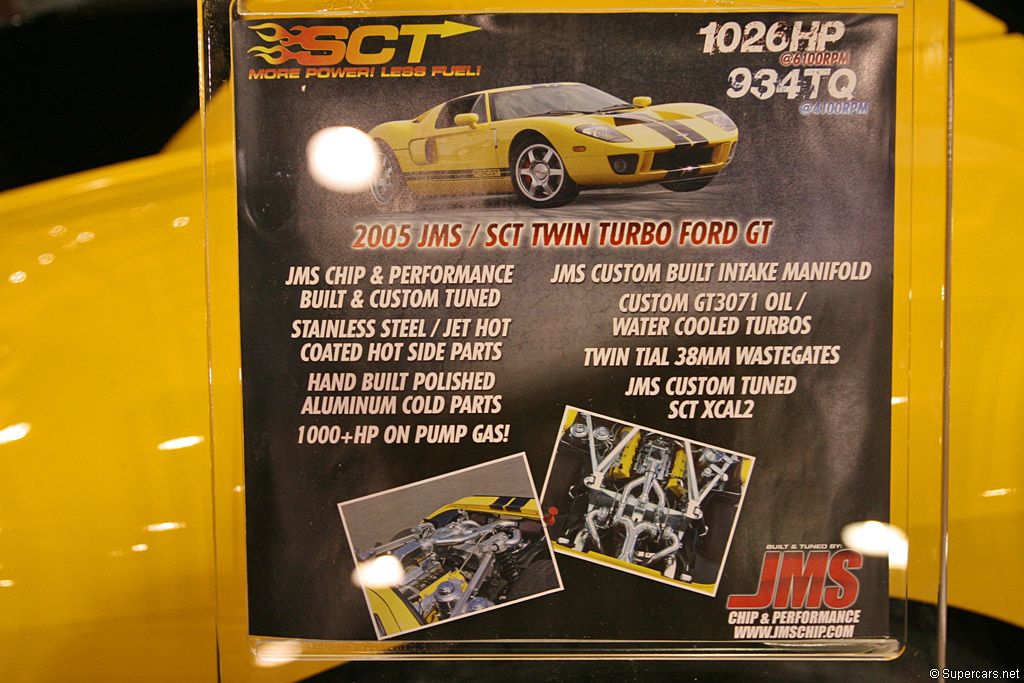 SCT
MORE POWER! LESS FUEL!
1026HP
@6100RPM
934TQ
@4100RPM
2005 JMS / SCT TWIN TURBO FORD GT
JMS CHIP & PERFORMANCE
BUILT & CUSTOM TUNED
STAINLESS STEEL / JET HOT
COATED HOT SIDE PARTS
HAND BUILT POLISHED
ALUMINUM COLD PARTS
1000+HP ON PUMP GAS!
JMS CUSTOM BUILT INTAKE MANIFOLD
CUSTOM GT3071 OIL /
WATER COOLED TURBOS
TWIN TIAL 38MM WASTEGATES
JMS CUSTOM TUNED
SCT XCAL2
BUILT & TUNED BY:
JMS
CHIP & PERFORMANCE
WWW.JMSCHIP.COM
© Supercars.net